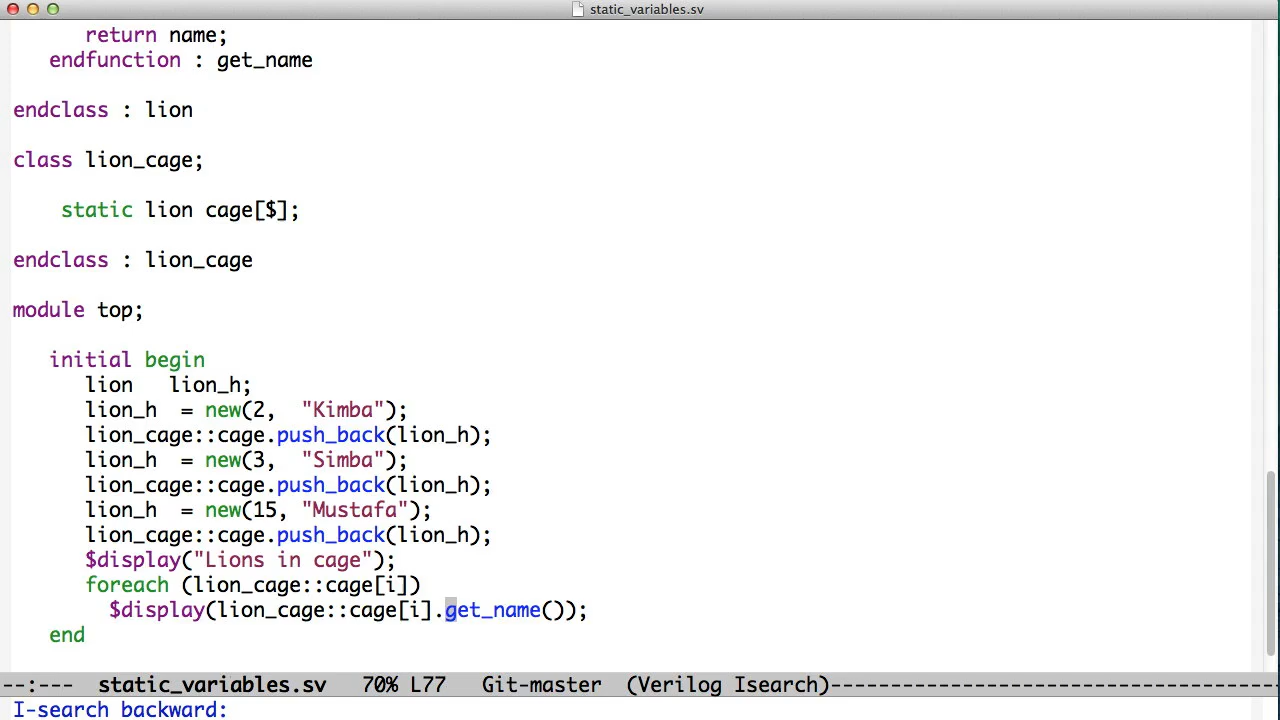 static_variables.sv
      return name;
   endfunction : get_name

endclass : lion

class lion_cage;

    static lion cage[$];

endclass : lion_cage

module top;

   initial begin
      lion   lion_h;
      lion_h  = new(2,  "Kimba");
      lion_cage::cage.push_back(lion_h);
      lion_h  = new(3,  "Simba");
      lion_cage::cage.push_back(lion_h);
      lion_h  = new(15, "Mustafa");
      lion_cage::cage.push_back(lion_h);
      $display("Lions in cage");
      foreach (lion_cage::cage[i])
        $display(lion_cage::cage[i].get_name());
   end

--:---  static_variables.sv   70% L77   Git-master  (Verilog Isearch)--------------------------------------
I-search backward: